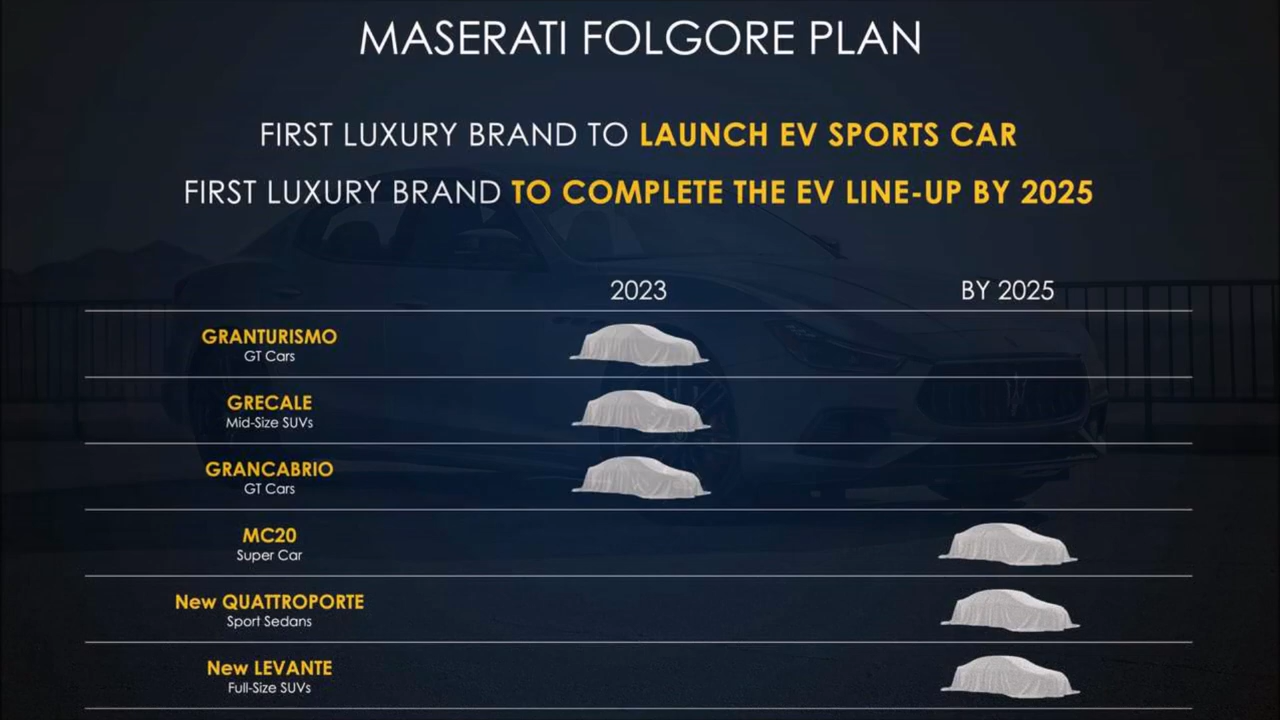 MASERATI FOLGORE PLAN
FIRST LUXURY BRAND TO LAUNCH EV SPORTS CAR
FIRST LUXURY BRAND TO COMPLETE THE EV LINE-UP BY 2025
2023 BY 2025
GRANTURISMO
GT Cars
GRECALE
Mid-Size SUVs
GRANCABRIO
GT Cars
MC20
Super Car
New QUATTROPORTE
Sport Sedans
New LEVANTE
Full-Size SUVs